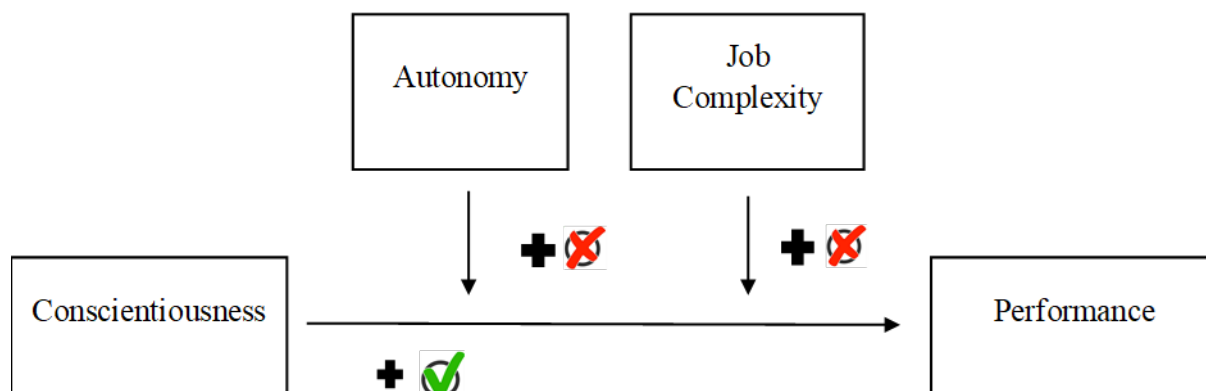 Autonomy
Job
Complexity
+
+
Conscientiousness
Performance
+